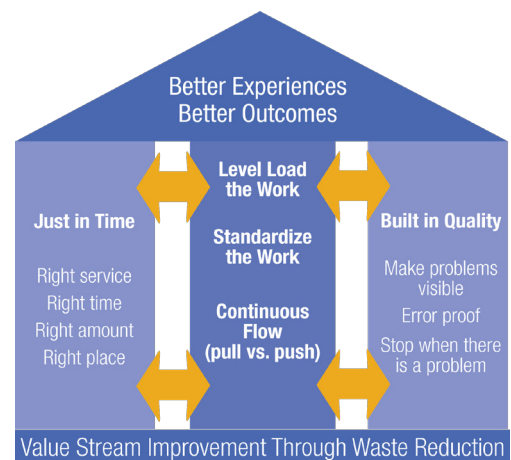 Better Experiences
Better Outcomes
Just in Time
Right service
Right time
Right amount
Right place
Level Load
the Work
Standardize
the Work
Continuous
Flow
(pull vs. push)
Built in Quality
Make problems
visible
Error proof
Stop when there
is a problem
Value Stream Improvement Through Waste Reduction